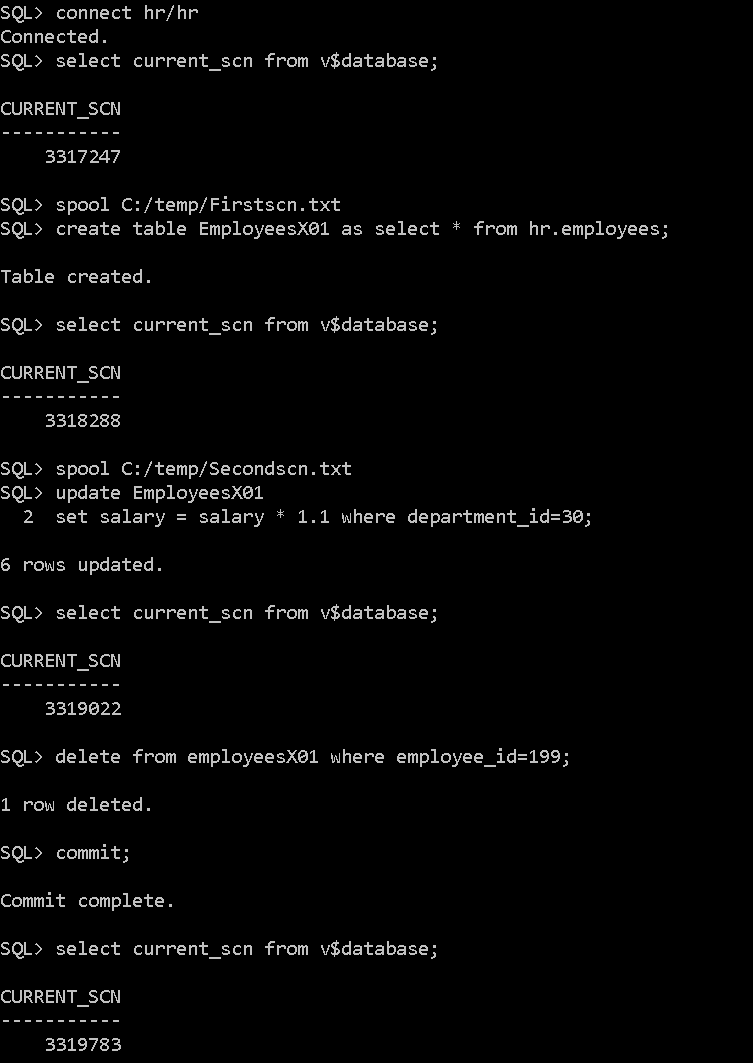 SQL> connect hr/hr
Connected.
SQL> select current_scn from v$database;
CURRENT_SCN
-----------
3317247
SQL> spool C:/temp/Firstscn.txt
SQL> create table EmployeesX01 as select * from hr.employees;
Table created.
SQL> select current_scn from v$database;
CURRENT_SCN
-----------
3318288
SQL> spool C:/temp/Secondscn.txt
SQL> update EmployeesX01
2  set salary = salary * 1.1 where department_id=30;
6 rows updated.
SQL> select current_scn from v$database;
CURRENT_SCN
-----------
3319022
SQL> delete from employeesX01 where employee_id=199;
1 row deleted.
SQL> commit;
Commit complete.
SQL> select current_scn from v$database;
CURRENT_SCN
-----------
3319783